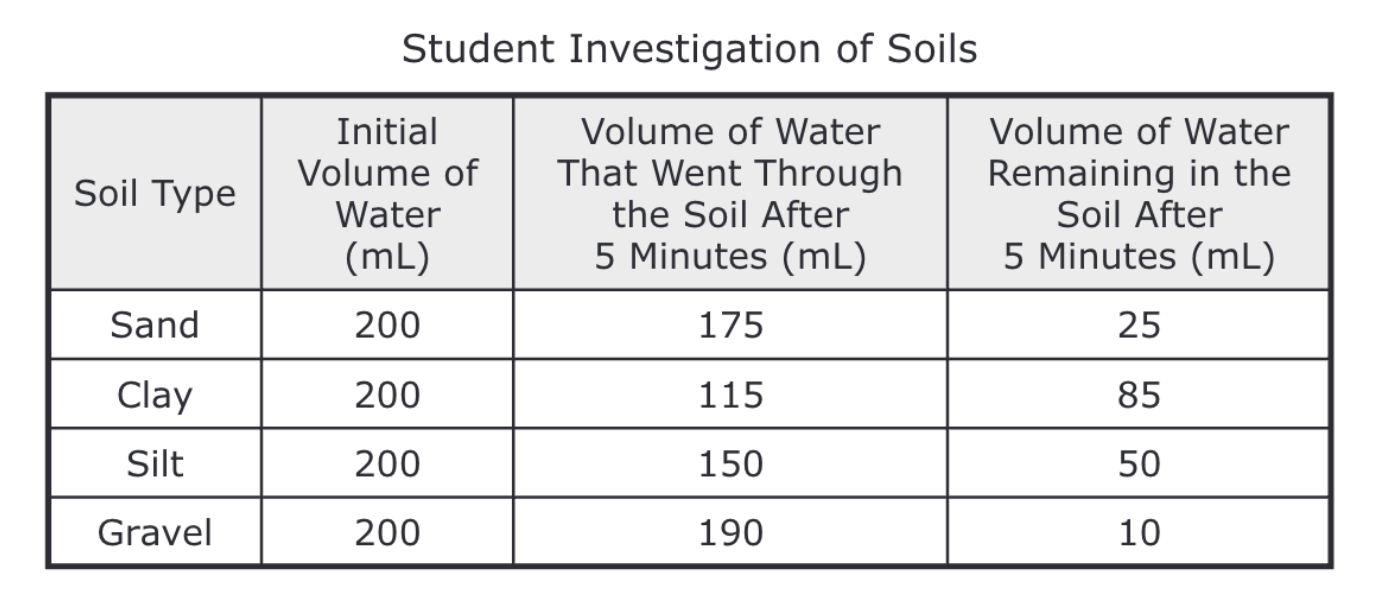 Student Investigation of Soils
Soil Type
Initial
Volume of
Water
(mL)
Volume of Water
That Went Through
the Soil After
5 Minutes (mL)
Volume of Water
Remaining in the
Soil After
5 Minutes (mL)
Sand 200 175 25
Clay 200 115 85
Silt 200 150 50
Gravel 200 190 10